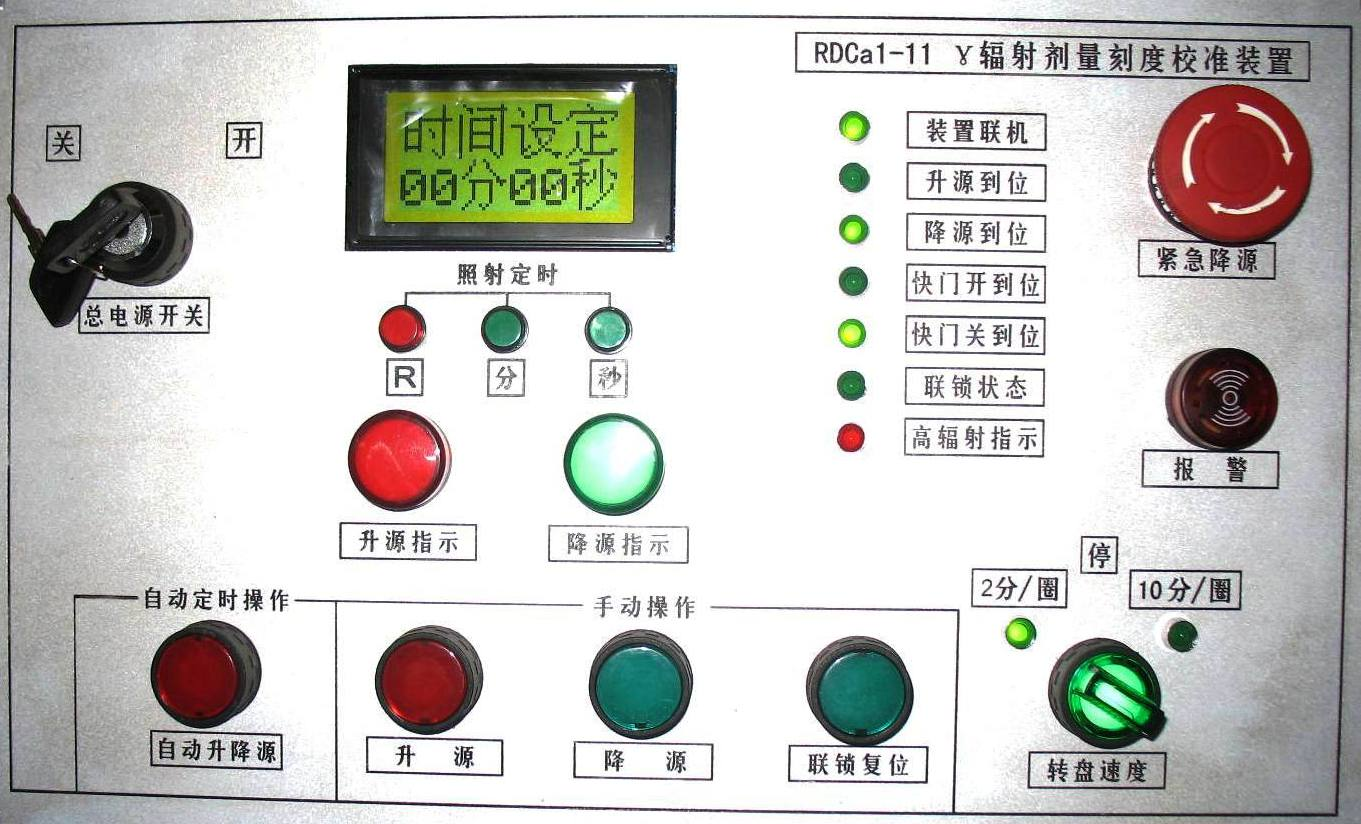 RDCa1-11 γ辐射剂量刻度校准装置
关
开
总电源开关
时间设定
00分00秒
照射定时
R
分
秒
升源指示
降源指示
装置联机
升源到位
降源到位
快门开到位
快门关到位
联锁状态
高辐射指示
紧急降源
报 警
自动定时操作
自动升降源
手动操作
升 源
降 源
联锁复位
停
2分/圈
10分/圈
转盘速度